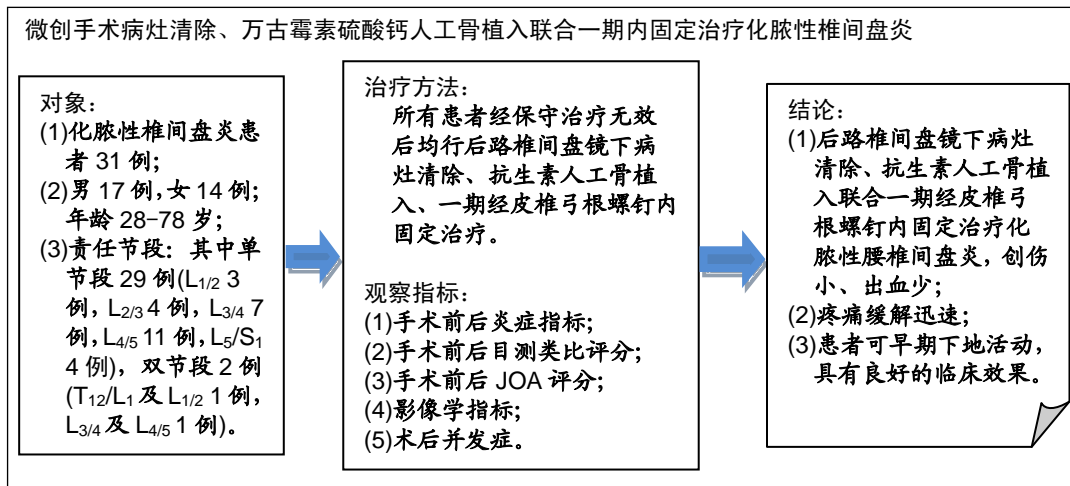 微创手术病灶清除、万古霉素硫酸钙人工骨植入联合一期内固定治疗化脓性椎间盘炎
对象：
(1)化脓性椎间盘炎患
者 31 例；
(2)男 17 例，女 14 例；
年龄 28-78 岁；
(3)责任节段：其中单
节段 29 例(L1/2 3
例，L2/3 4 例，L3/4 7
例，L4/5 11 例，L5/S1
4 例)，双节段 2 例
(T12/L1 及 L1/2 1 例，
L3/4 及 L4/5 1 例)。
治疗方法：
所有患者经保守治疗无效
后均行后路椎间盘镜下病
灶清除、抗生素人工骨植
入、一期经皮椎弓根螺钉内
固定治疗。
观察指标：
(1)手术前后炎症指标；
(2)手术前后目测类比评分；
(3)手术前后 JOA 评分；
(4)影像学指标；
(5)术后并发症。
结论：
(1)后路椎间盘镜下病灶
清除、抗生素人工骨植
入联合一期经皮椎弓
根螺钉内固定治疗化
脓性腰椎间盘炎，创伤
小、出血少；
(2)疼痛缓解迅速；
(3)患者可早期下地活动，
具有良好的临床效果。